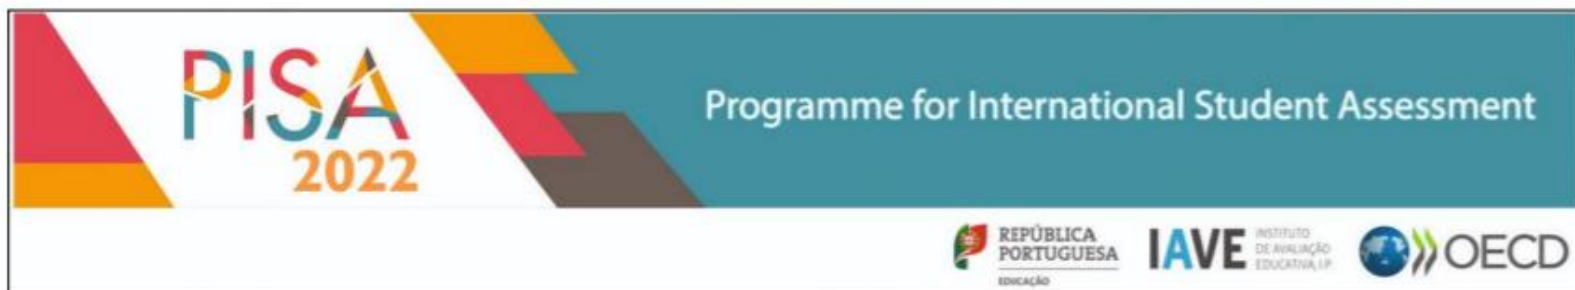 PISA
2022
Programme for International Student Assessment
REPÚBLICA
PORTUGUESA
EDUCAÇÃO
IAVE
INSTITUTO
DE AVALIAÇÃO
EDUCATIVA, I.P.
OECD